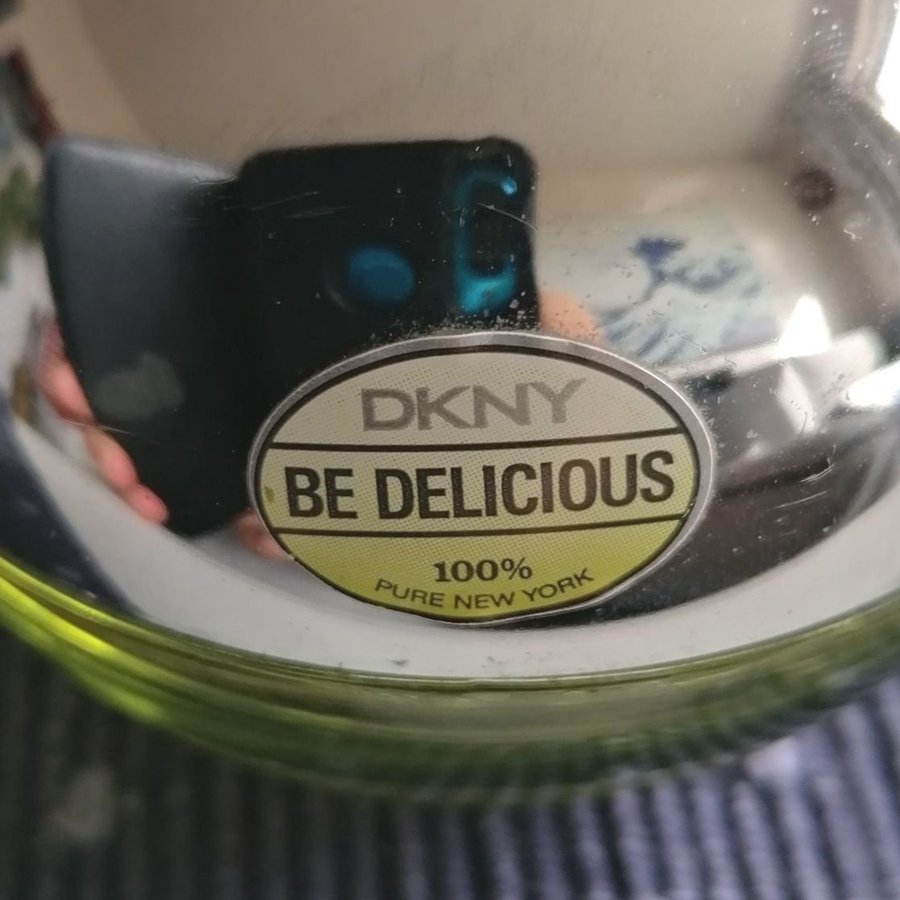 DKNY
BE DELICIOUS
100%
PURE NEW YORK